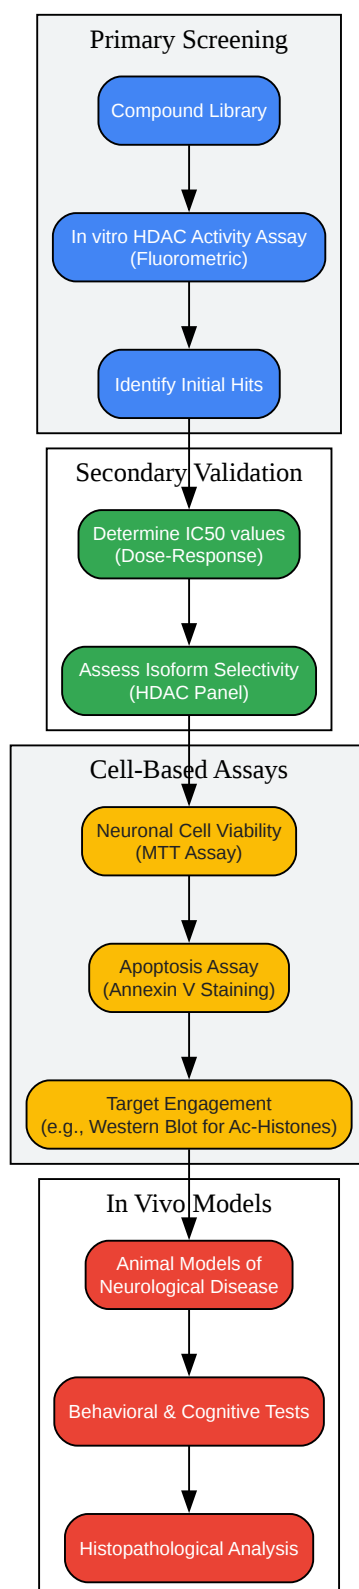 Primary Screening
Compound Library
In vitro HDAC Activity Assay
(Fluorometric)
Identify Initial Hits
Secondary Validation
Determine IC50 values
(Dose-Response)
Assess Isoform Selectivity
(HDAC Panel)
Cell-Based Assays
Neuronal Cell Viability
(MTT Assay)
Apoptosis Assay
(Annexin V Staining)
Target Engagement
(e.g., Western Blot for Ac-Histones)
In Vivo Models
Animal Models of
Neurological Disease
Behavioral & Cognitive Tests
Histopathological Analysis